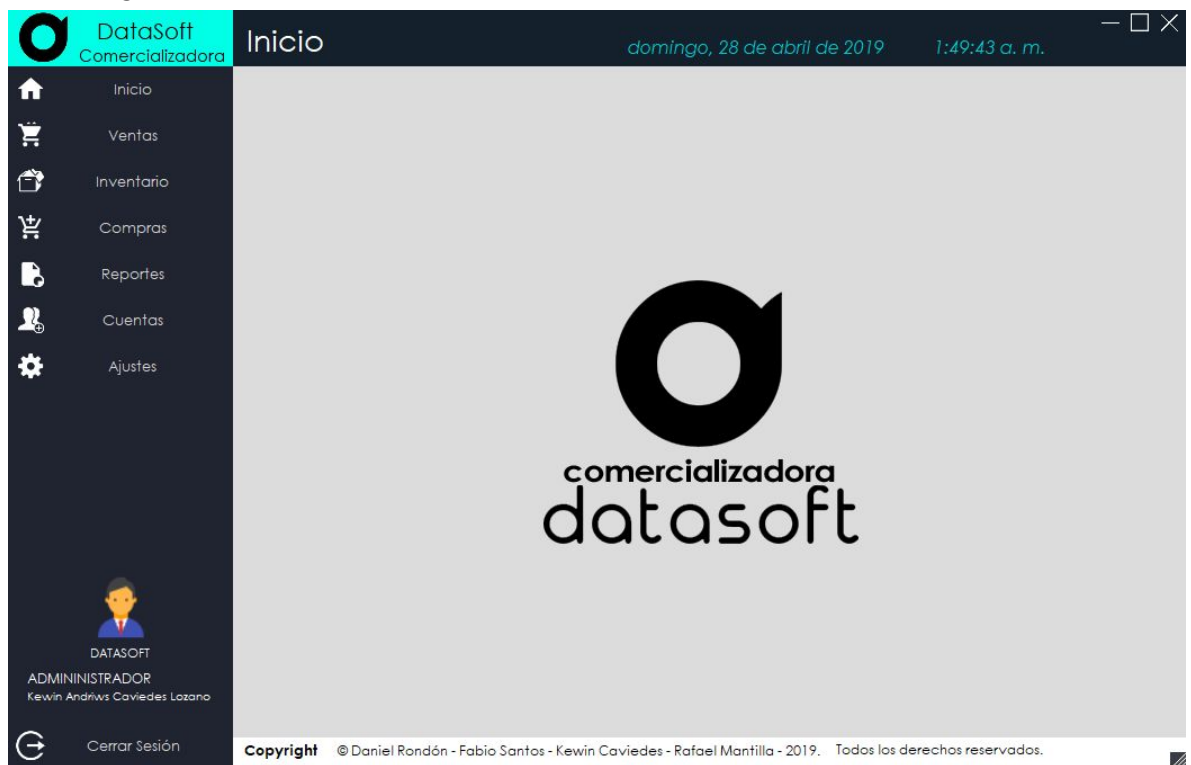 DataSoft
Comercializadora
Inicio
domingo, 28 de abril de 2019 1:49:43 a. m.
Inicio
Ventas
Inventario
Compras
Reportes
Cuentas
Ajustes
comercializadora
datasoft
DATASOFT
ADMININISTRADOR
Kewin Andriws Caviedes Lozano
Cerrar Sesión
Copyright © Daniel Rondón - Fabio Santos - Kewin Caviedes - Rafael Mantilla - 2019. Todos los derechos reservados.